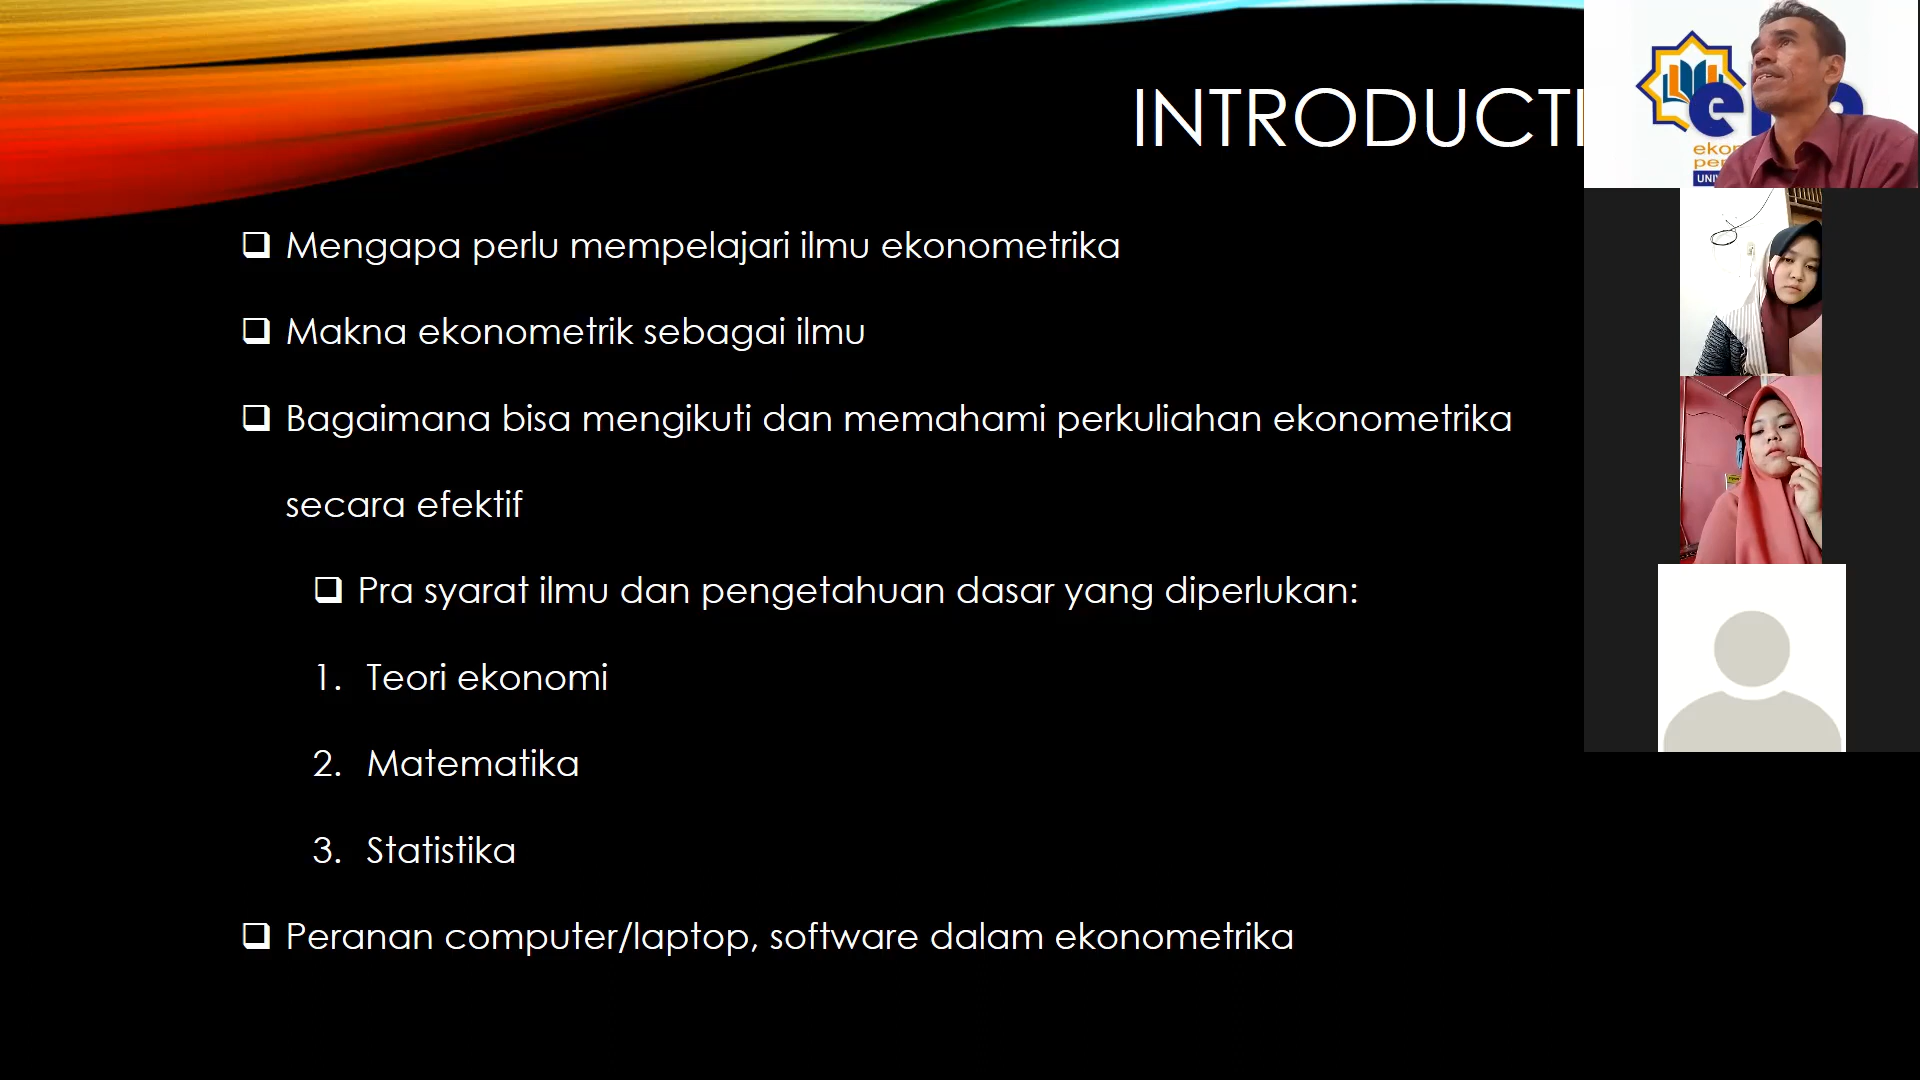 INTRODUCTI
Mengapa perlu mempelajari ilmu ekonometrika
Makna ekonometrik sebagai ilmu
Bagaimana bisa mengikuti dan memahami perkuliahan ekonometrika
secara efektif
Pra syarat ilmu dan pengetahuan dasar yang diperlukan:
1. Teori ekonomi
2. Matematika
3. Statistika
Peranan computer/laptop, software dalam ekonometrika